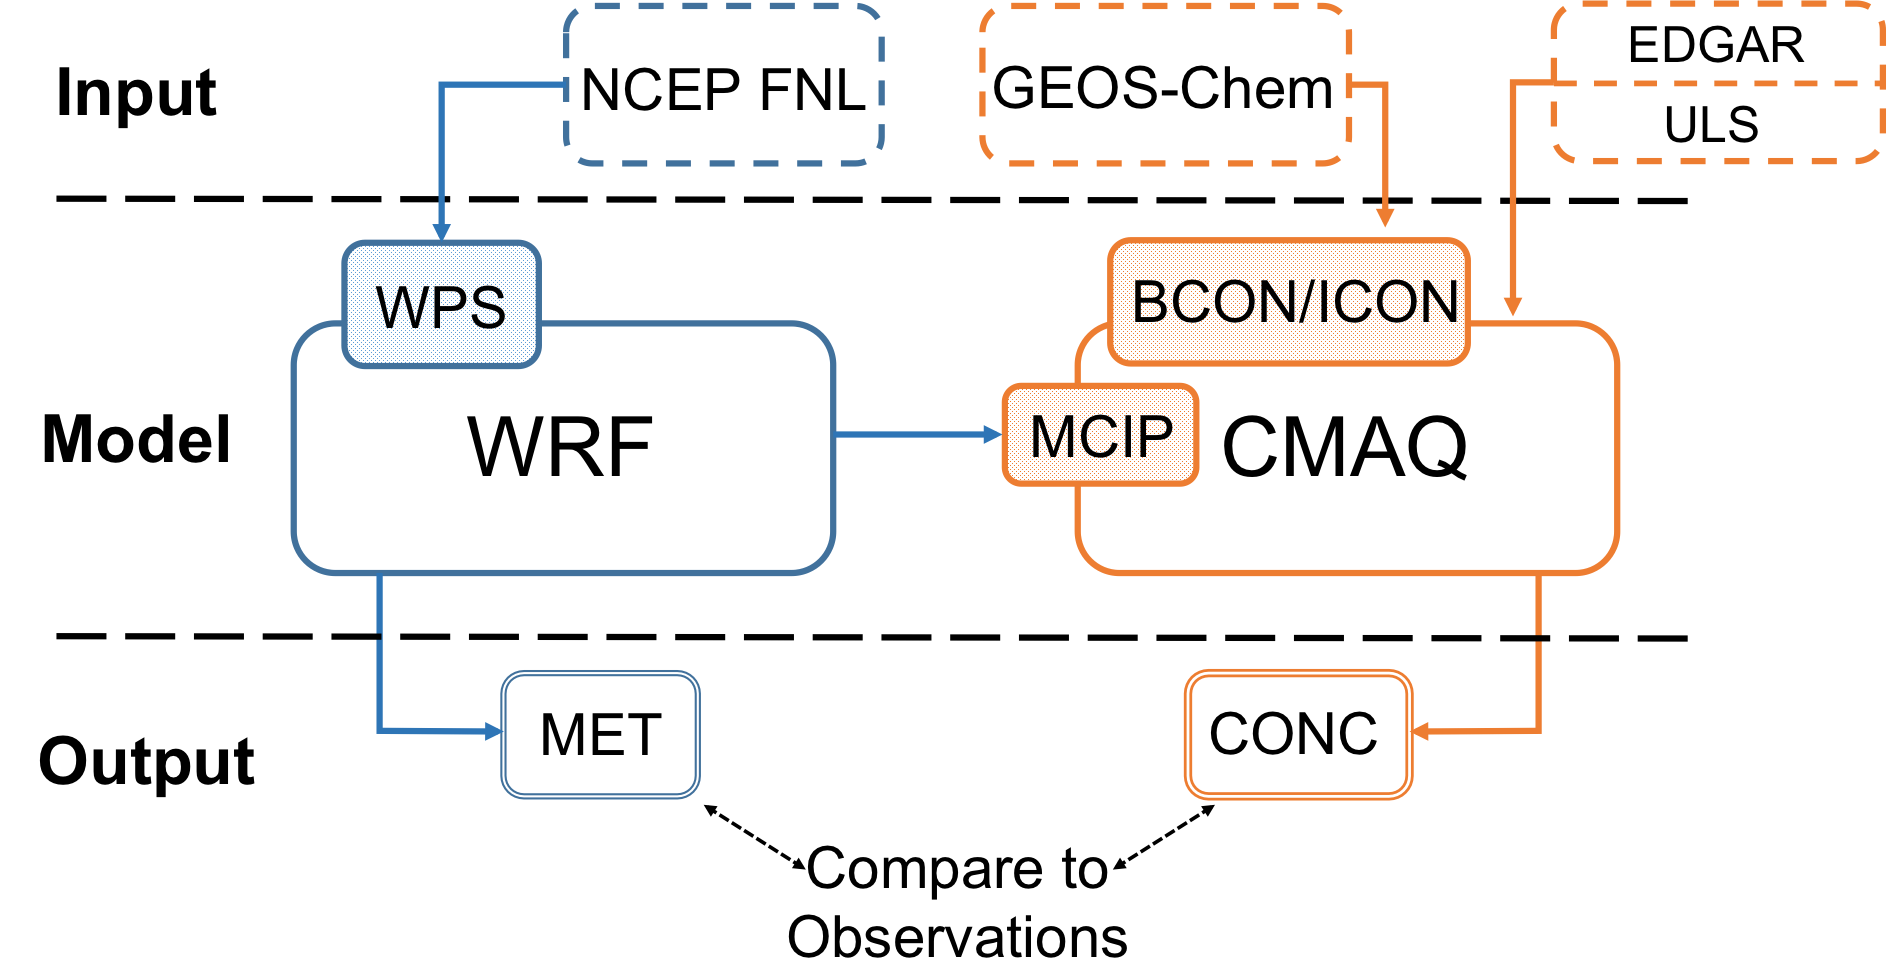 Input
NCEP FNL
GEOS-Chem
EDGAR
ULS
Model
WPS
WRF
BCON/ICON
MCIP
CMAQ
Output
MET
CONC
Compare to
Observations